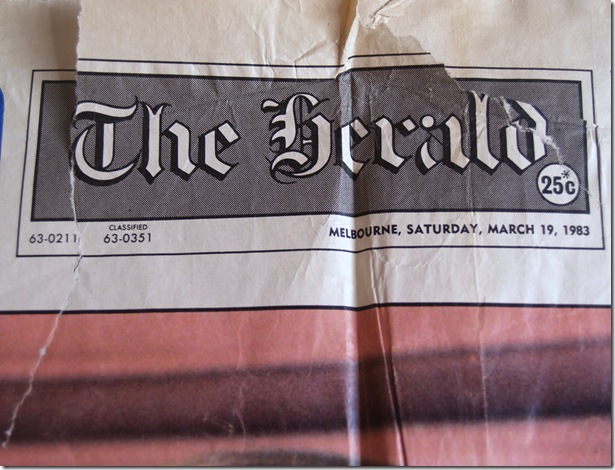 The Herald
25c*
CLASSIFIED
63-0211 63-0351 MELBOURNE, SATURDAY, MARCH 19, 1983